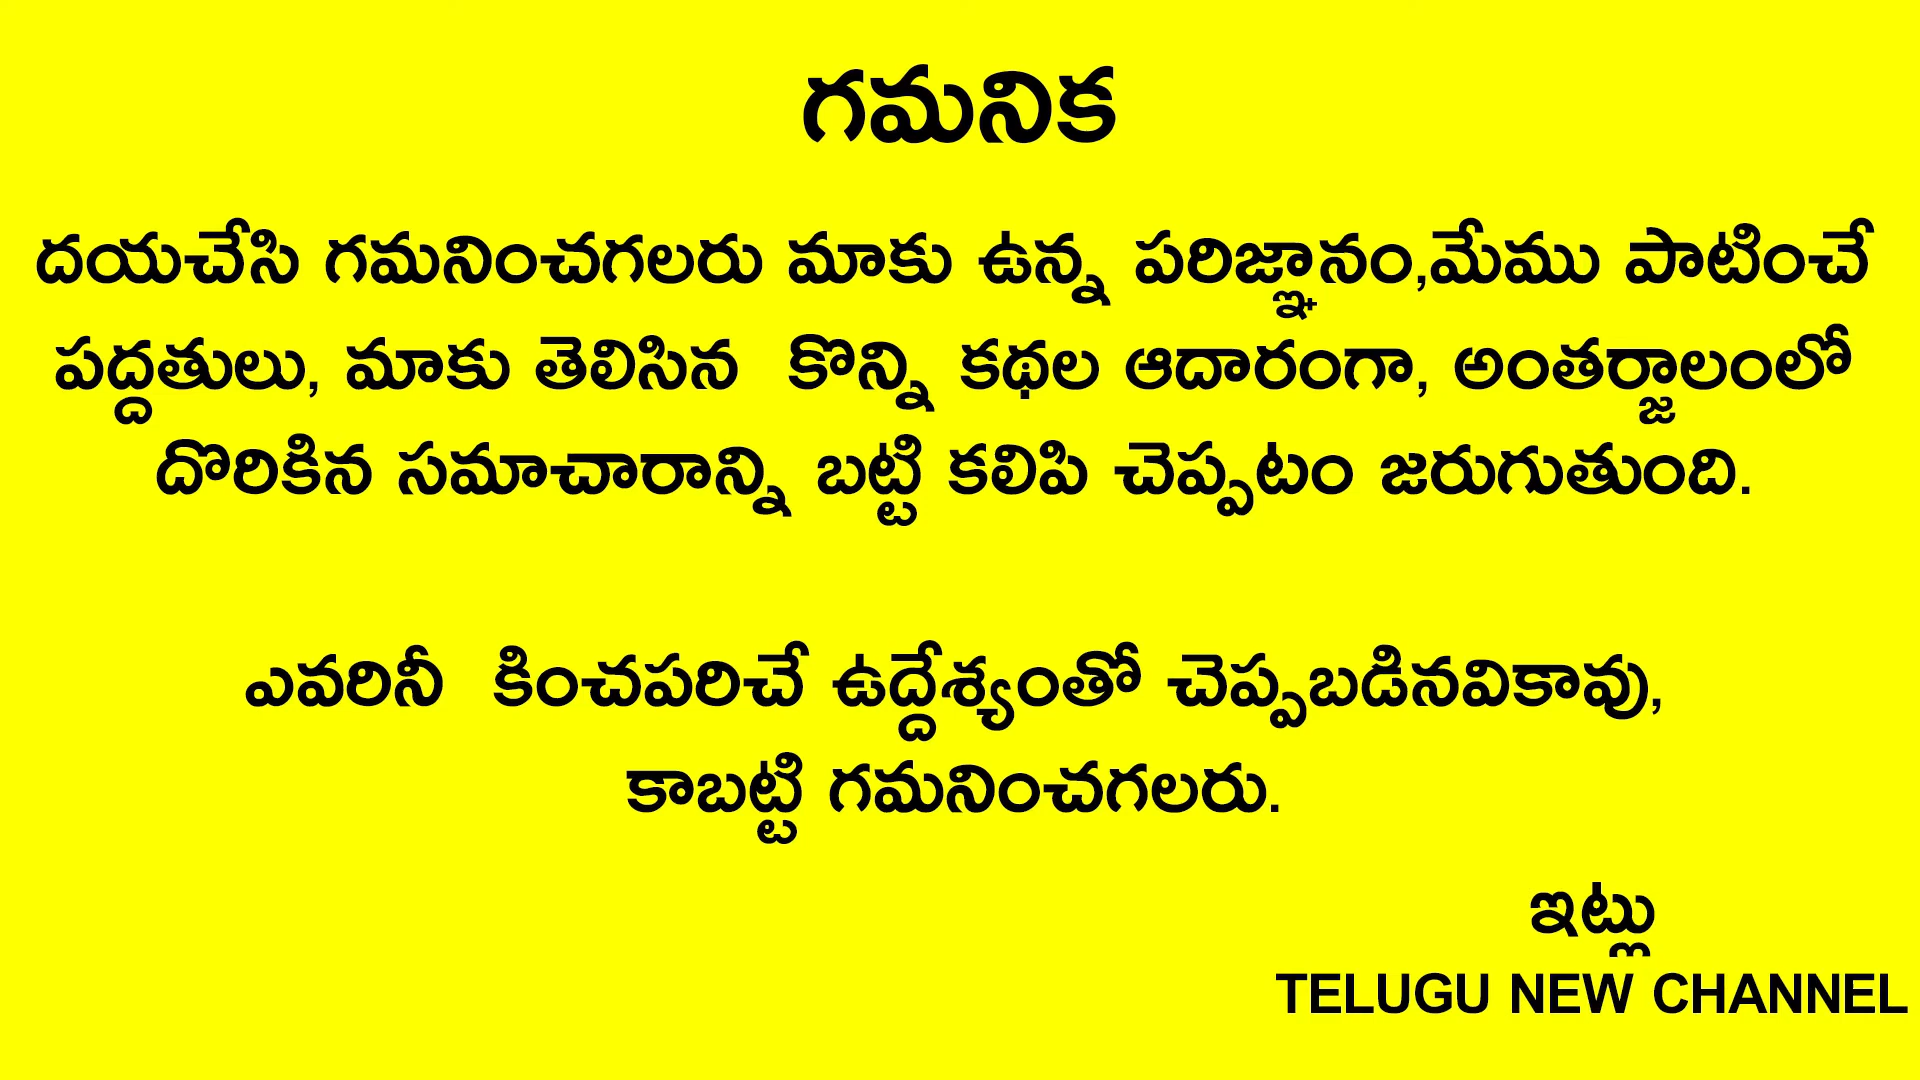 గమనిక
దయచేసి గమనించగలరు మాకు ఉన్న పరిజ్ఞానం,మేము పాటించే
పద్దతులు, మాకు తెలిసిన కొన్ని కథల ఆదారంగా, అంతర్జాలంలో
దొరికిన సమాచారాన్ని బట్టి కలిపి చెప్పటం జరుగుతుంది.
ఎవరినీ కించపరిచే ఉద్దేశ్యంతో చెప్పబడినవికావు,
కాబట్టి గమనించగలరు.
ఇట్లు
TELUGU NEW CHANNEL